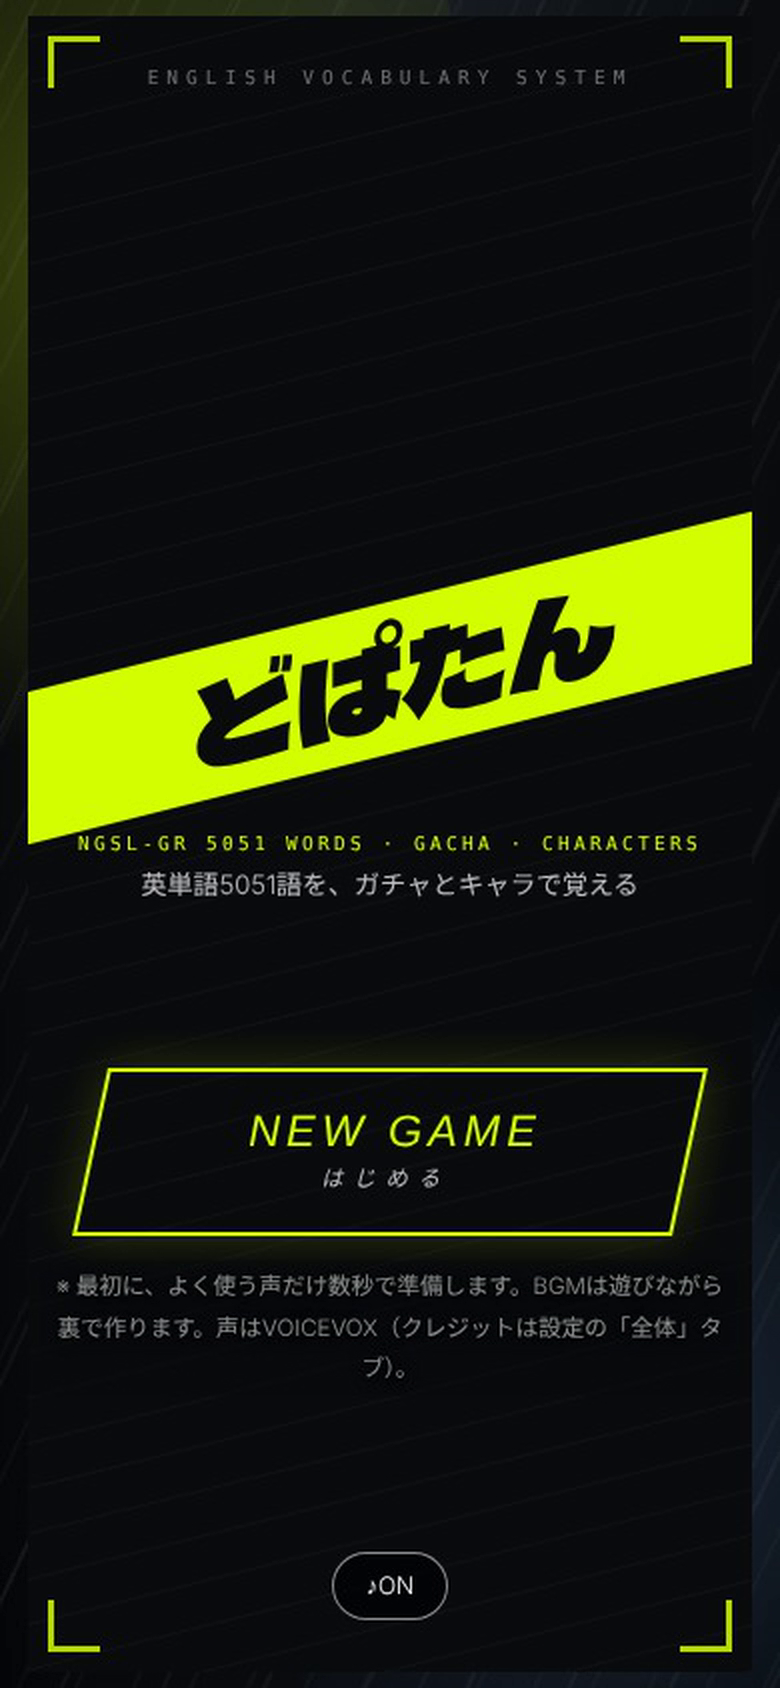 ENGLISH VOCABULARY SYSTEM
どぱたん
NGSL-GR 5051 WORDS · GACHA · CHARACTERS
英単語5051語を、ガチャとキャラで覚える
NEW GAME
はじめる
※ 最初に、よく使う声だけ数秒で準備します。BGMは遊びながら
裏で作ります。声はVOICEVOX（クレジットは設定の「全体」タ
ブ）。
♪ON